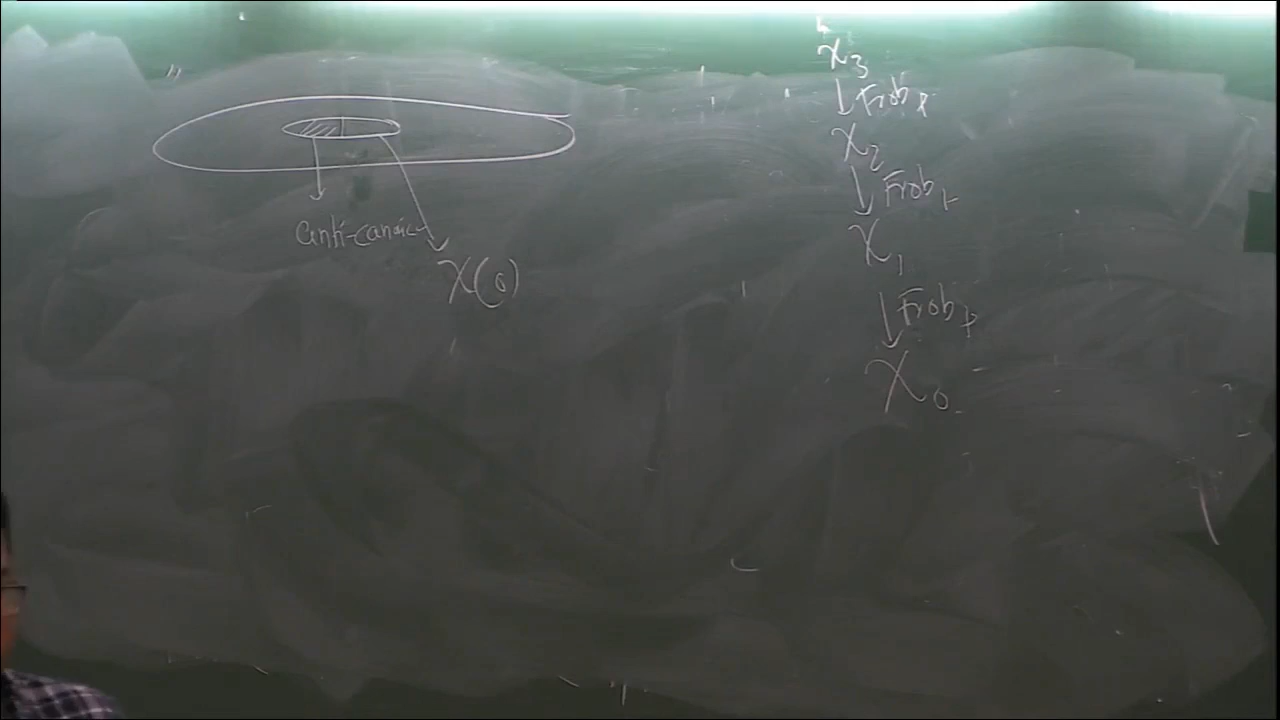 anti-canonic
X(0)
X₃
↓ Frobₚ
X₂
↓ Frobₚ
X₁
↓ Frobₚ
X₀